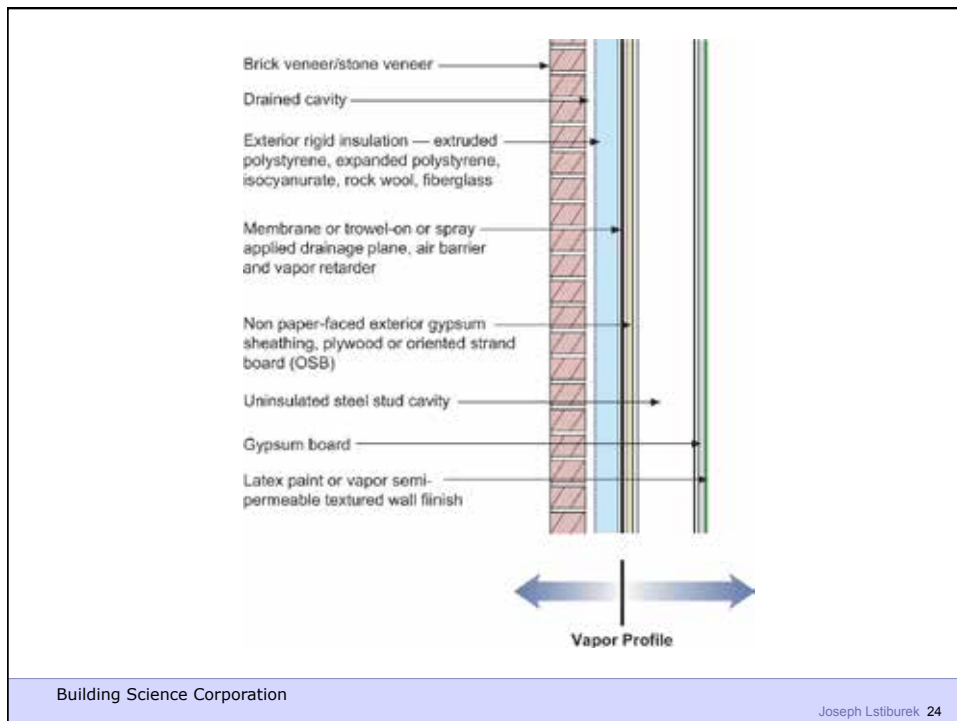 Brick veneer/stone veneer
Drained cavity
Exterior rigid insulation — extruded
polystyrene, expanded polystyrene,
isocyanurate, rock wool, fiberglass
Membrane or trowel-on or spray
applied drainage plane, air barrier
and vapor retarder
Non paper-faced exterior gypsum
sheathing, plywood or oriented strand
board (OSB)
Uninsulated steel stud cavity
Gypsum board
Latex paint or vapor semi-
permeable textured wall fiinish
Vapor Profile
Building Science Corporation
Joseph Lstiburek 24